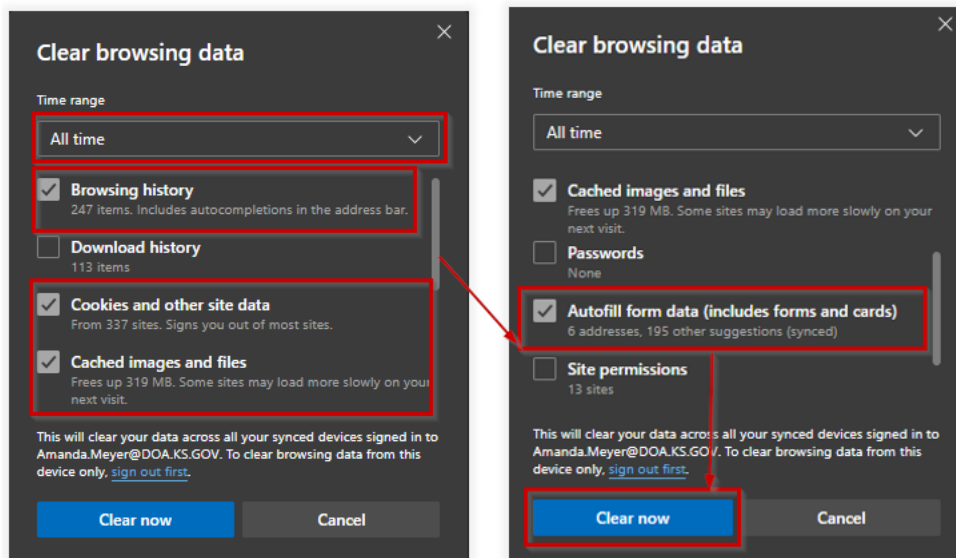 Clear browsing data
Time range
All time
Browsing history
247 items. Includes autocompletions in the address bar.
Download history
113 items
Cookies and other site data
From 337 sites. Signs you out of most sites.
Cached images and files
Frees up 319 MB. Some sites may load more slowly on your
next visit.
This will clear your data across all your synced devices signed in to
Amanda.Meyer@DOA.KS.GOV. To clear browsing data from this
device only, sign out first.
Clear now
Cancel
Clear browsing data
Time range
All time
Cached images and files
Frees up 319 MB. Some sites may load more slowly on your
next visit.
Passwords
None
Autofill form data (includes forms and cards)
6 addresses, 195 other suggestions (synced)
Site permissions
13 sites
This will clear your data across all your synced devices signed in to
Amanda.Meyer@DOA.KS.GOV. To clear browsing data from this
device only, sign out first.
Clear now
Cancel